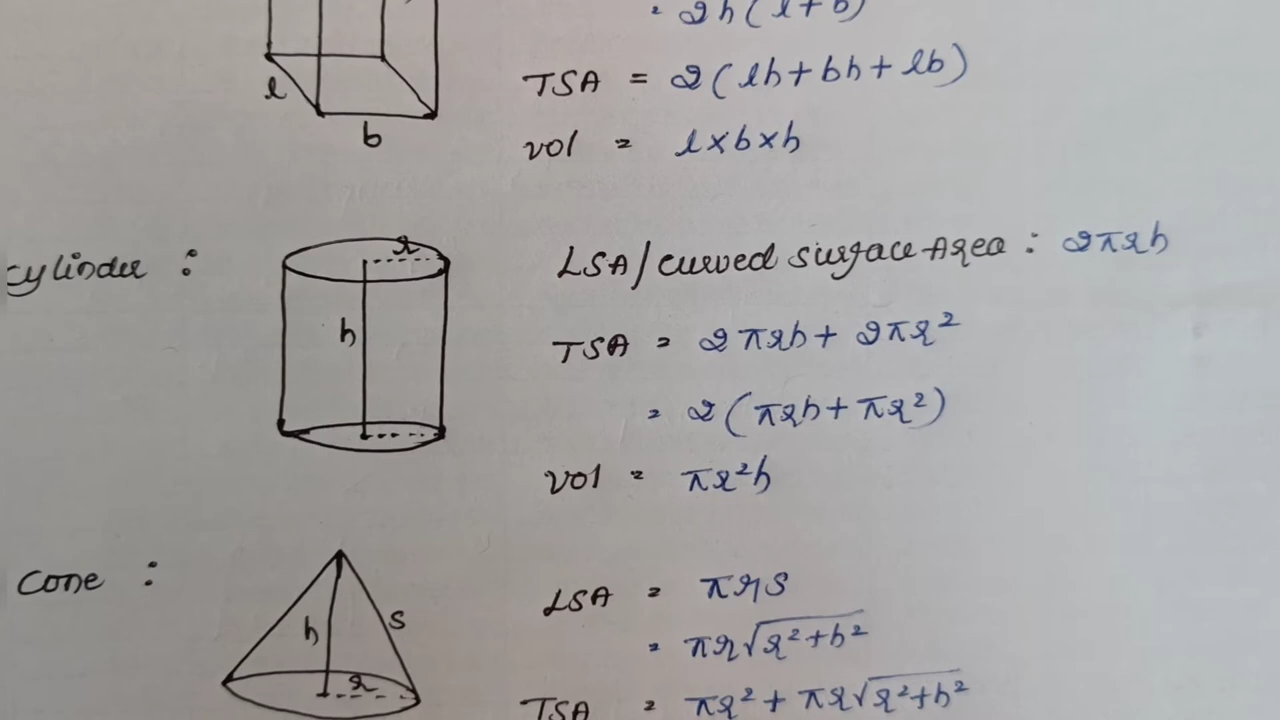 = 2h(l+b)
TSA = 2(lh+bh+lb)
l
b
vol = l×b×h
cylinder :
r
h
LSA/curved surface Area : 2πrh
TSA = 2πrh + 2πr²
= 2(πrh+πr²)
vol = πr²h
cone :
h
s
r
LSA = πrs
= πr√r²+h²
TSA = πr² + πr√r²+h²